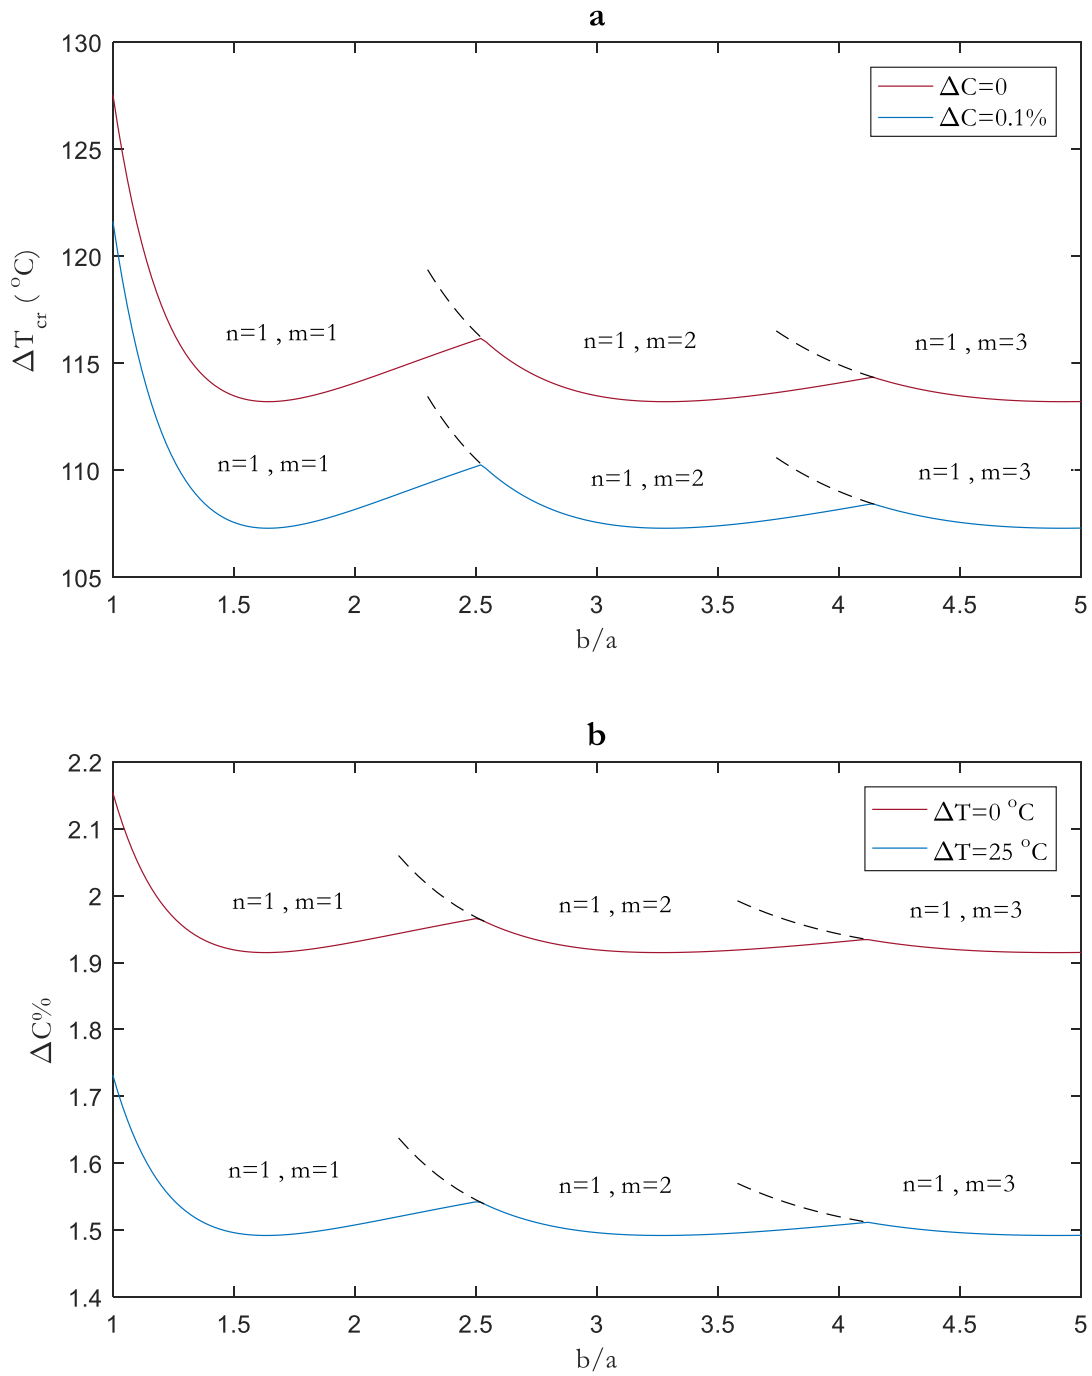 a
130
125
120
115
110
105
ΔT_cr ( °C)
ΔC=0
ΔC=0.1%
n=1 , m=1
n=1 , m=2
n=1 , m=3
n=1 , m=1
n=1 , m=2
n=1 , m=3
1 1.5 2 2.5 3 3.5 4 4.5 5
b/a
b
2.2
2.1
2
1.9
1.8
1.7
1.6
1.5
1.4
ΔC%
ΔT=0 °C
ΔT=25 °C
n=1 , m=1
n=1 , m=2
n=1 , m=3
n=1 , m=1
n=1 , m=2
n=1 , m=3
1 1.5 2 2.5 3 3.5 4 4.5 5
b/a